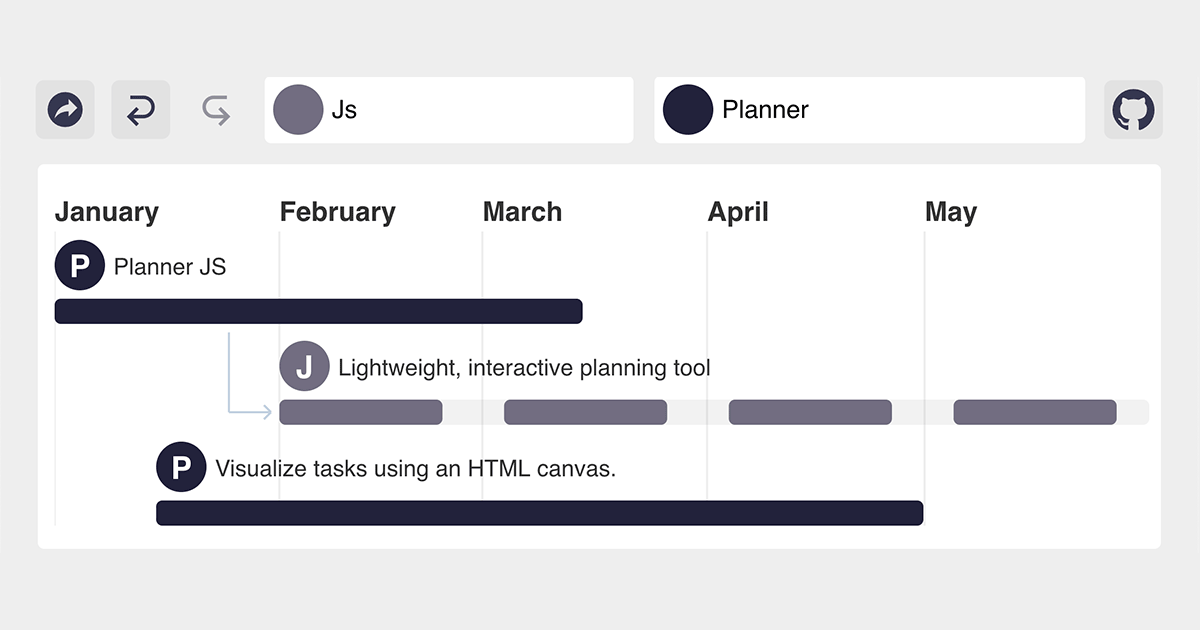 Js
Planner
January February March April May
P Planner JS
J Lightweight, interactive planning tool
P Visualize tasks using an HTML canvas.